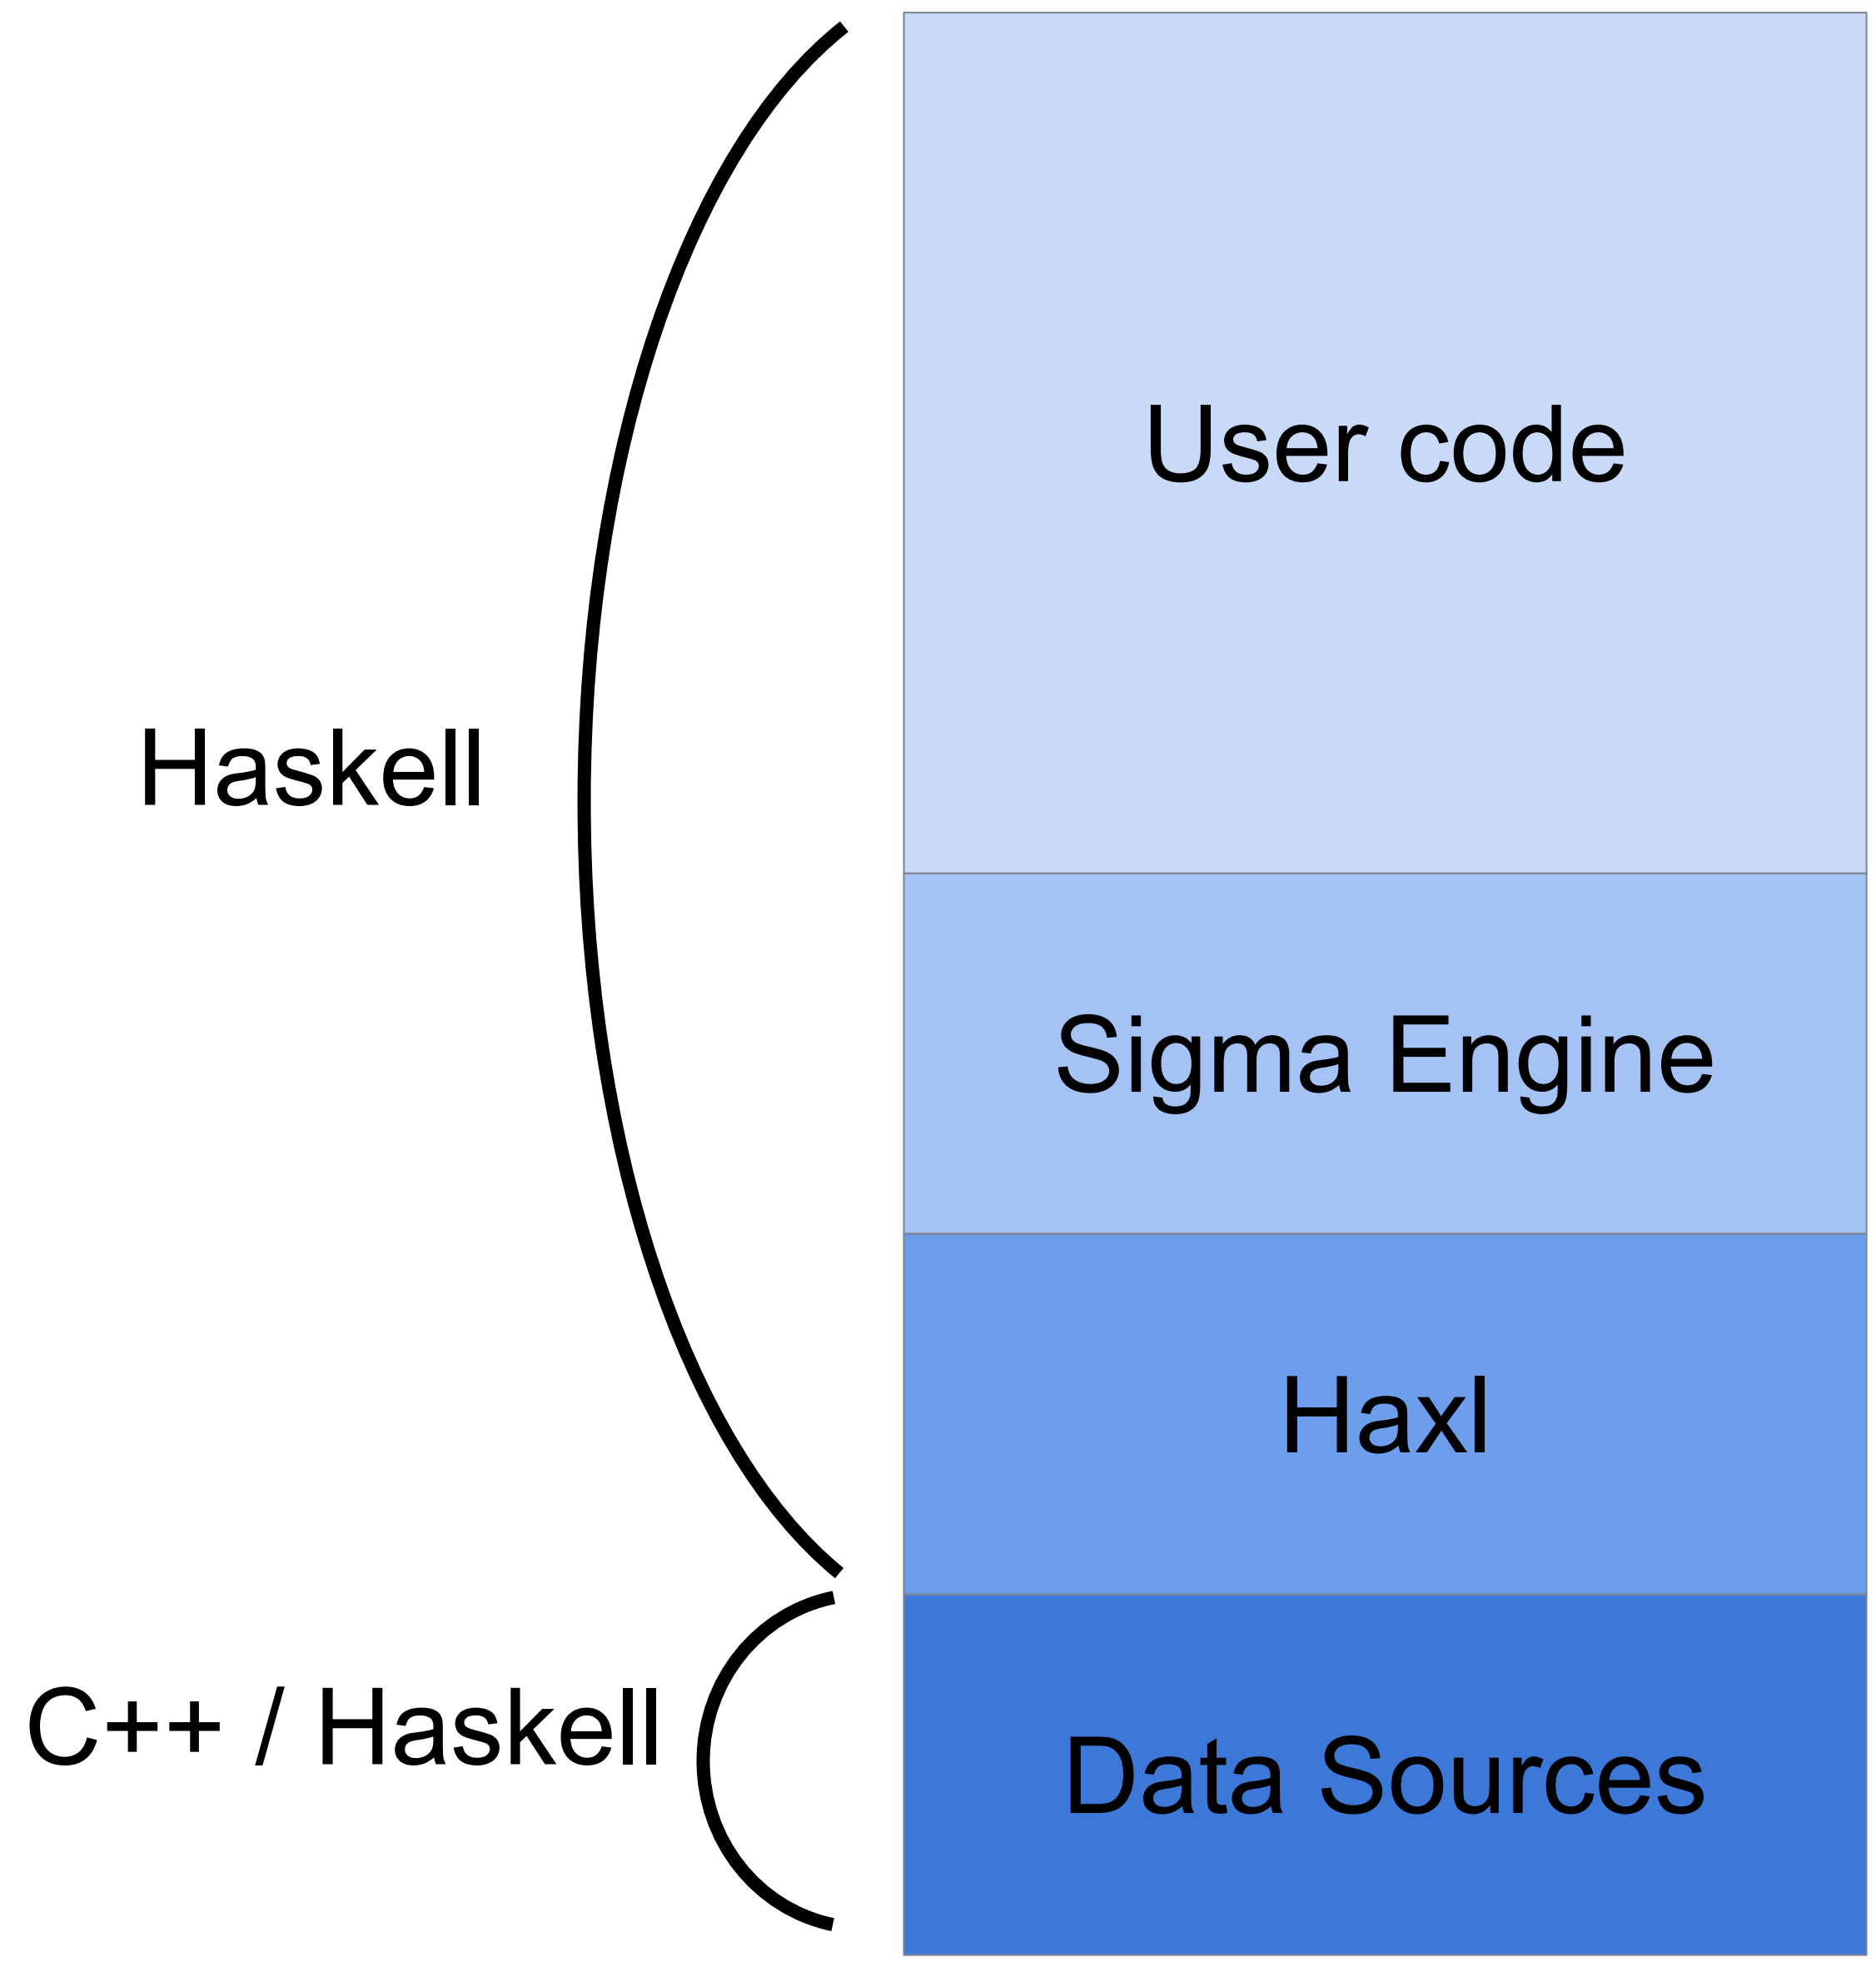 User code
Haskell
Sigma Engine
Haxl
C++ / Haskell
Data Sources